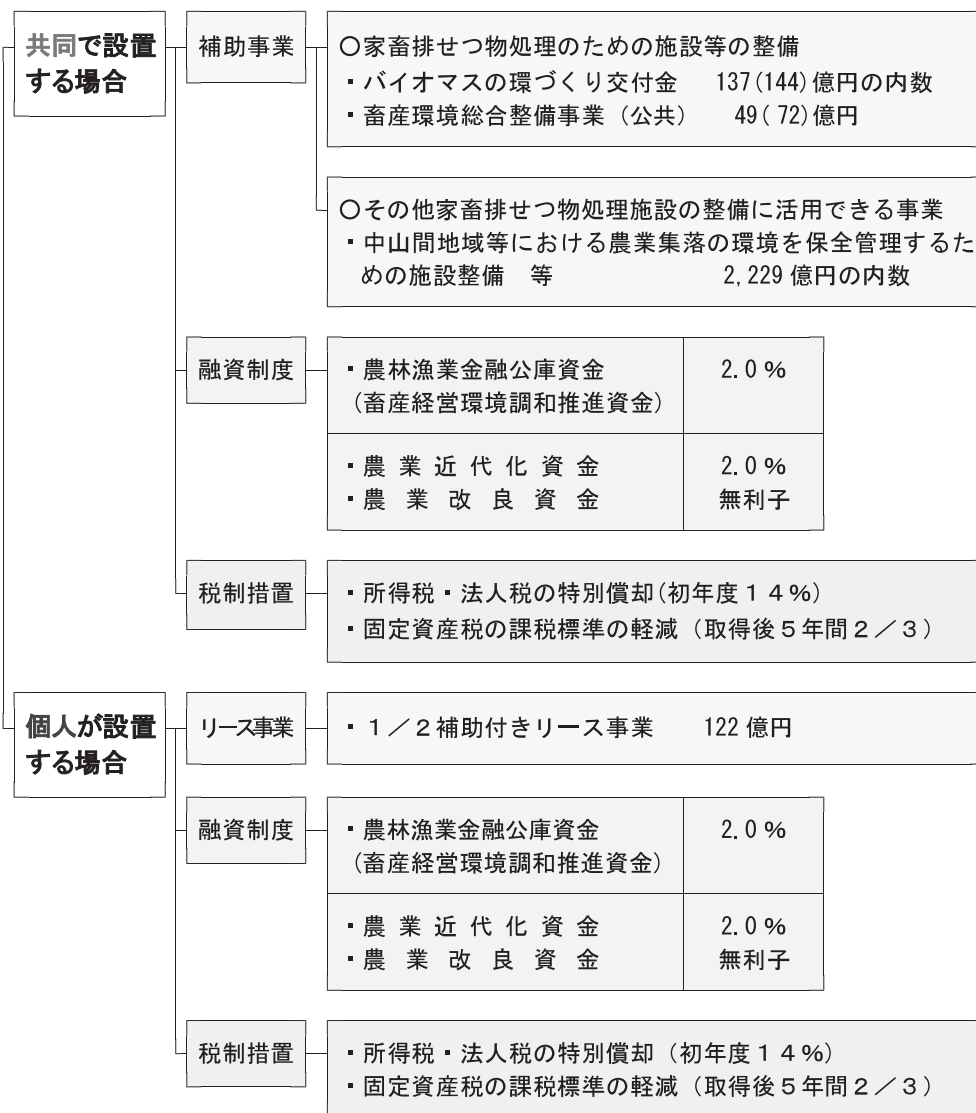 共同で設置
する場合
補助事業
〇家畜排せつ物処理のための施設等の整備
・バイオマスの環づくり交付金　137(144)億円の内数
・畜産環境総合整備事業（公共）　49( 72)億円
〇その他家畜排せつ物処理施設の整備に活用できる事業
・中山間地域等における農業集落の環境を保全管理するた
めの施設整備　等　2,229 億円の内数
融資制度
・農林漁業金融公庫資金　2.0％
（畜産経営環境調和推進資金）
・農業近代化資金　2.0％
・農業改良資金　無利子
税制措置
・所得税・法人税の特別償却(初年度１４％)
・固定資産税の課税標準の軽減（取得後５年間２／３）
個人が設置
する場合
リース事業
・１／２補助付きリース事業　122 億円
融資制度
・農林漁業金融公庫資金　2.0％
（畜産経営環境調和推進資金）
・農業近代化資金　2.0％
・農業改良資金　無利子
税制措置
・所得税・法人税の特別償却（初年度１４％）
・固定資産税の課税標準の軽減（取得後５年間２／３）